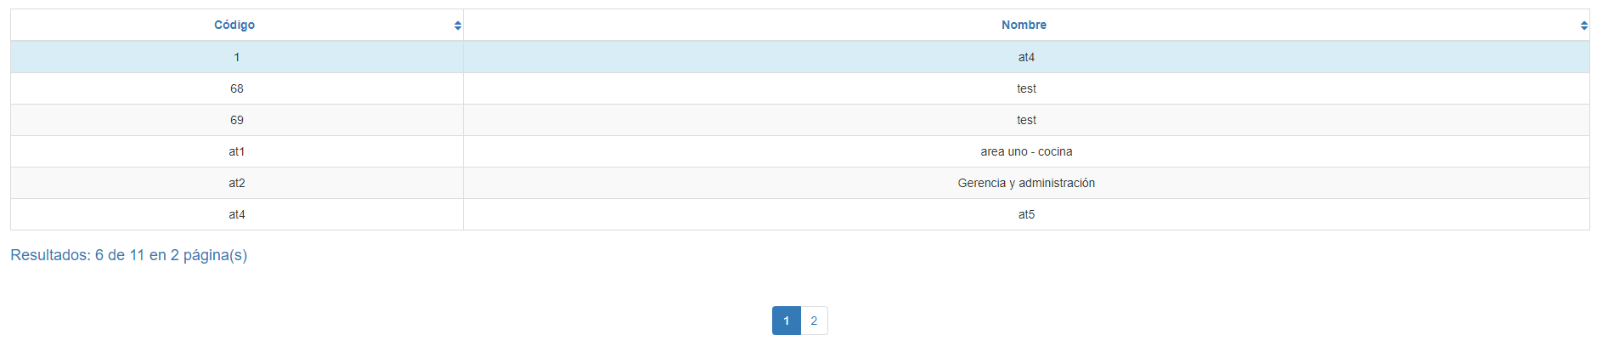 Código Nombre
1 at4
68 test
69 test
at1 area uno - cocina
at2 Gerencia y administración
at4 at5
Resultados: 6 de 11 en 2 página(s)
1 2